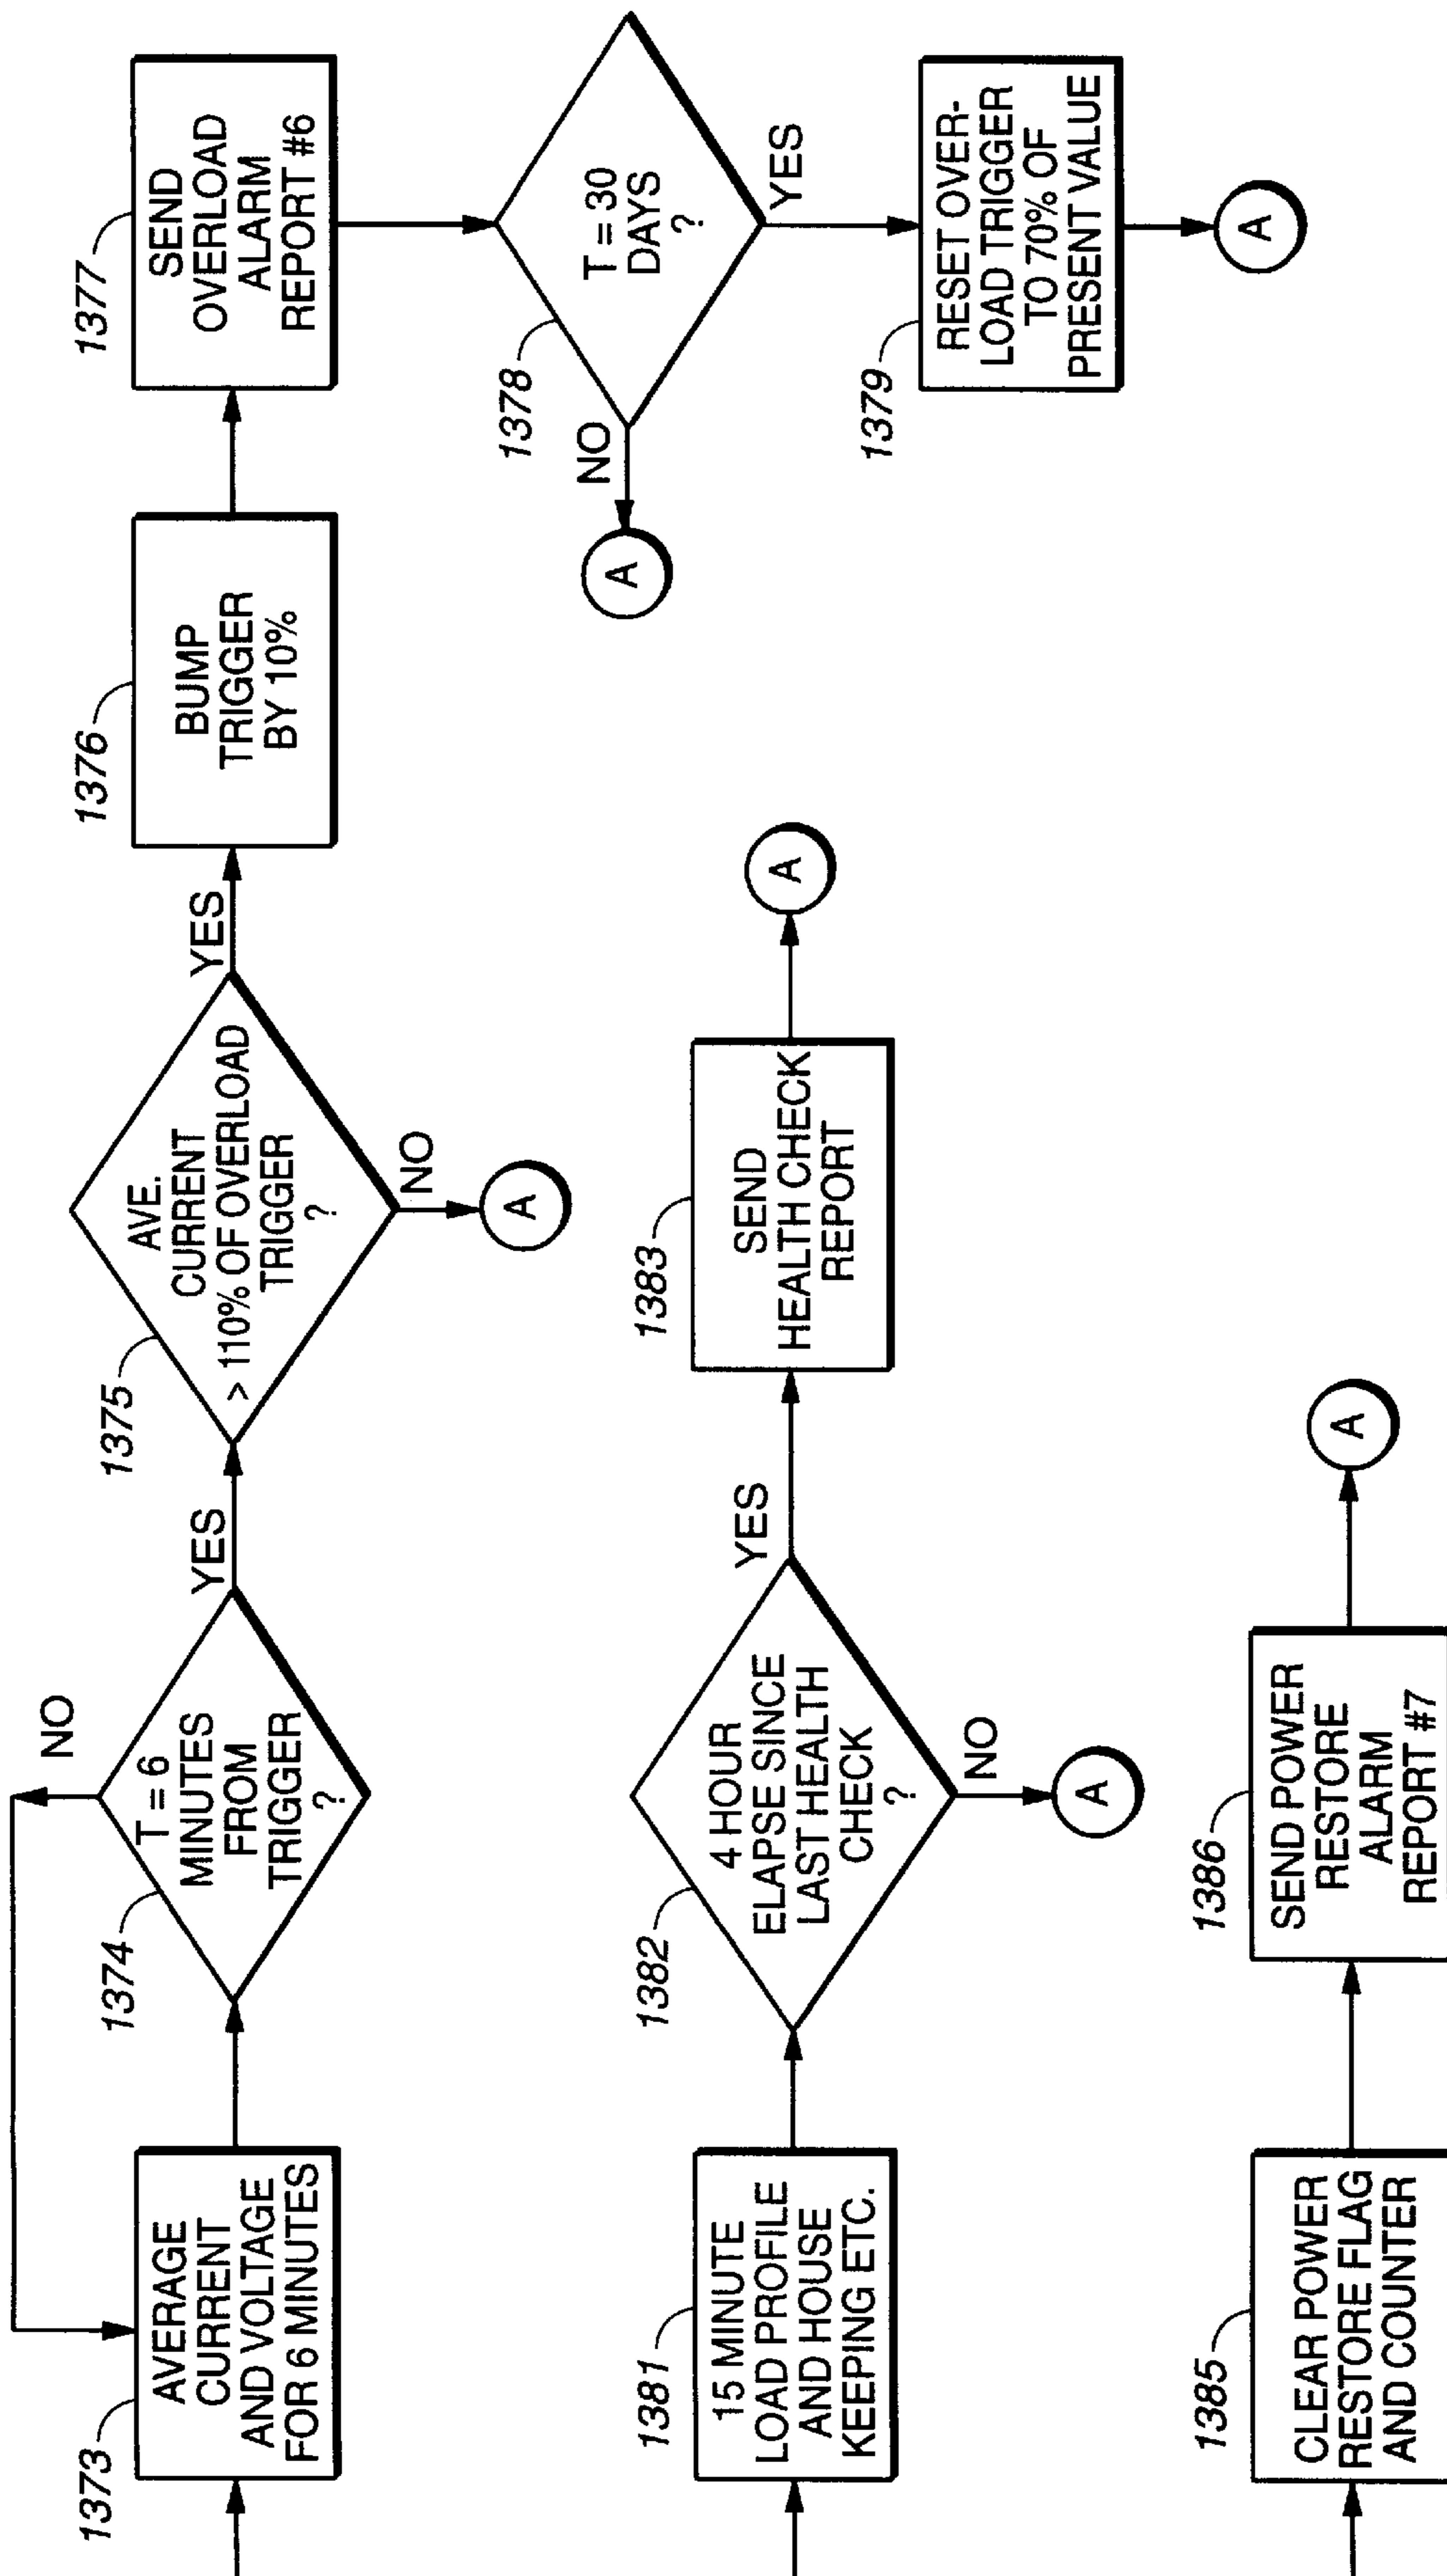 1373
AVERAGE
CURRENT
AND VOLTAGE
FOR 6 MINUTES
NO
1374
T = 6
MINUTES
FROM
TRIGGER
?
YES
1375
AVE.
CURRENT
> 110% OF OVERLOAD
TRIGGER
?
YES
NO
A
1376
BUMP
TRIGGER
BY 10%
1377
SEND
OVERLOAD
ALARM
REPORT #6
1378
T = 30
DAYS
?
NO
A
YES
1379
RESET OVER-
LOAD TRIGGER
TO 70% OF
PRESENT VALUE
A
1381
15 MINUTE
LOAD PROFILE
AND HOUSE
KEEPING ETC.
1382
4 HOUR
ELAPSE SINCE
LAST HEALTH
CHECK
?
YES
NO
A
1383
SEND
HEALTH CHECK
REPORT
A
1385
CLEAR POWER
RESTORE FLAG
AND COUNTER
1386
SEND POWER
RESTORE
ALARM
REPORT #7
A